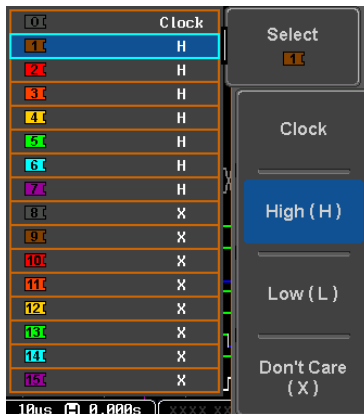 0 Clock
1 H
2 H
3 H
4 H
5 H
6 H
7 H
8 X
9 X
10 X
11 X
12 X
13 X
14 X
15 X
10us 0.000s
Select
1
Clock
High ( H )
Low ( L )
Don't Care
( X )